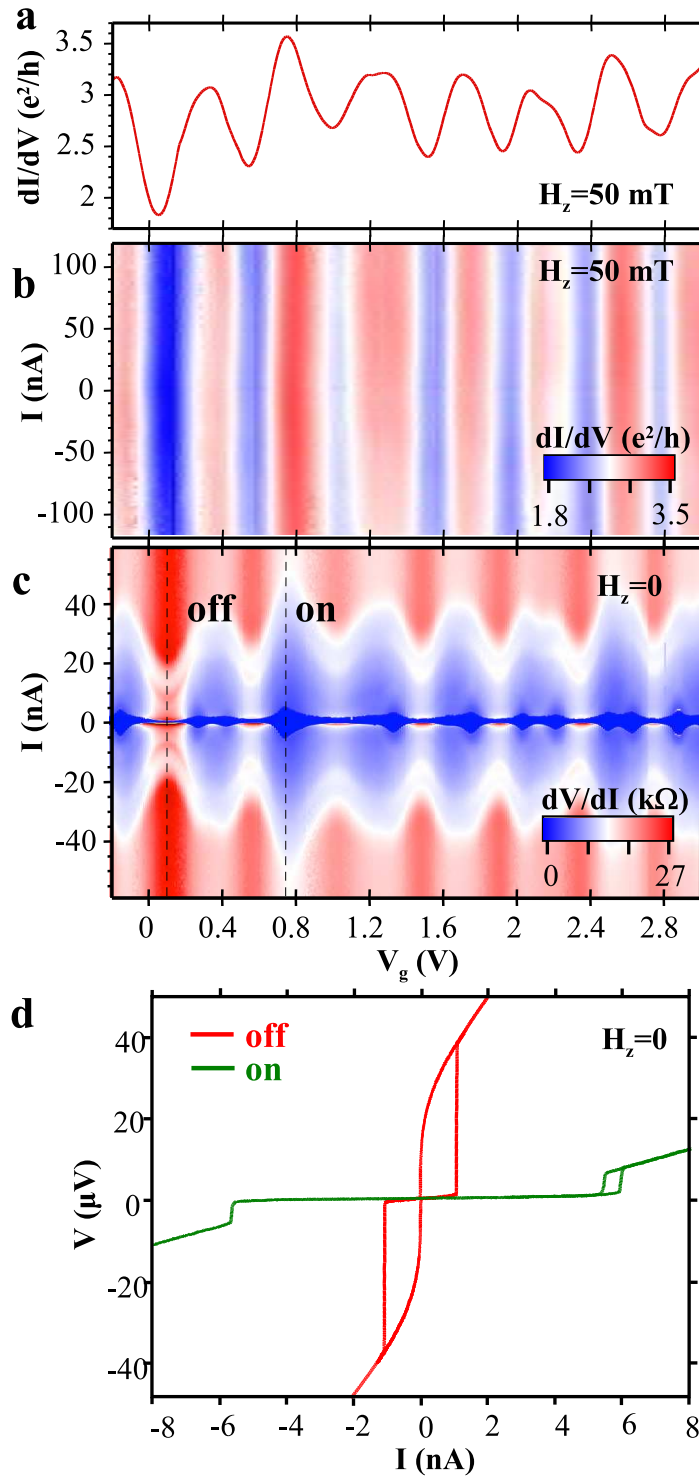 a
3.5
3
2.5
2
dI/dV (e²/h)
H_z=50 mT
b
100
50
0
-50
-100
I (nA)
H_z=50 mT
dI/dV (e²/h)
1.8 3.5
c
40
20
0
-20
-40
I (nA)
off on
H_z=0
dV/dI (kΩ)
0 27
0 0.4 0.8 1.2 1.6 2 2.4 2.8
V_g (V)
d
off
on
H_z=0
40
20
0
-20
-40
V (μV)
-8 -6 -4 -2 0 2 4 6 8
I (nA)